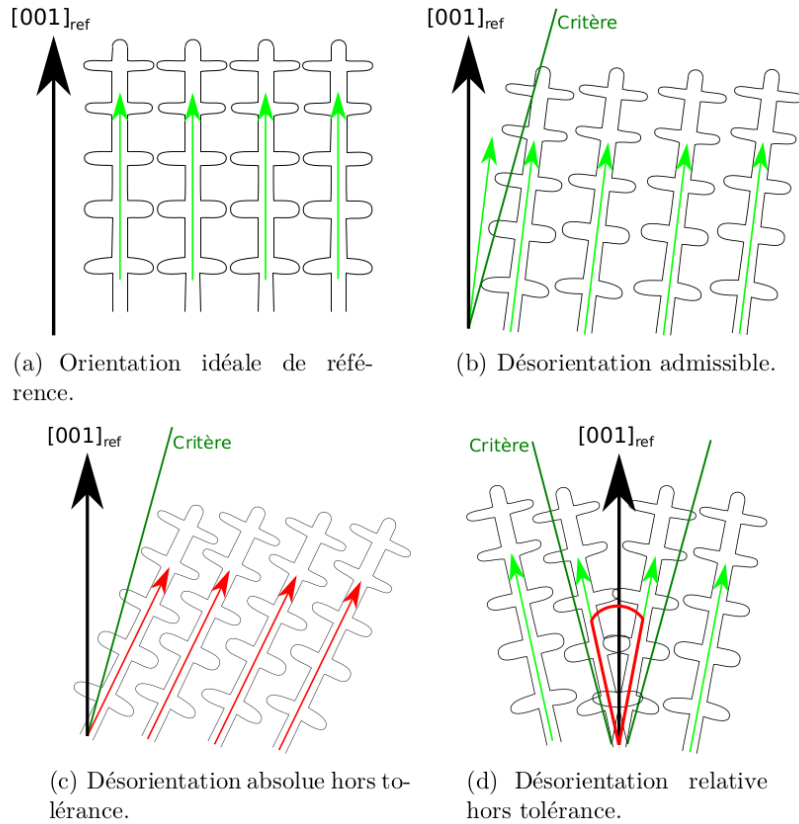 [001]ref
[001]ref
Critère
(a) Orientation idéale de réfé-
rence.
(b) Désorientation admissible.
[001]ref
Critère
Critère
[001]ref
(c) Désorientation absolue hors to-
lérance.
(d) Désorientation relative
hors tolérance.